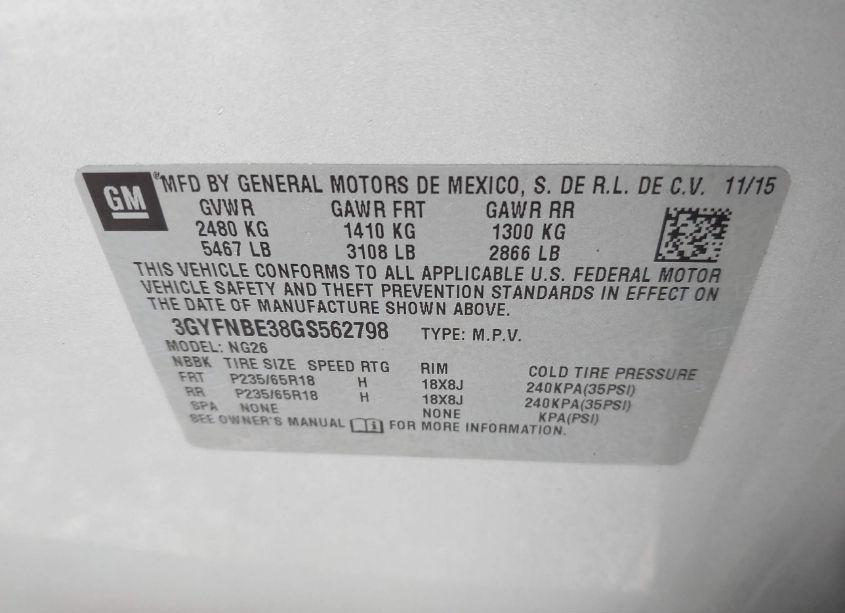 GM
® MFD BY GENERAL MOTORS DE MEXICO, S. DE R.L. DE C.V. 11/15
GVWR GAWR FRT GAWR RR
2480 KG 1410 KG 1300 KG
5467 LB 3108 LB 2866 LB
THIS VEHICLE CONFORMS TO ALL APPLICABLE U.S. FEDERAL MOTOR
VEHICLE SAFETY AND THEFT PREVENTION STANDARDS IN EFFECT ON
THE DATE OF MANUFACTURE SHOWN ABOVE.
3GYFNBE38GS562798 TYPE: M.P.V.
MODEL: NG26
NBBK TIRE SIZE SPEED RTG RIM COLD TIRE PRESSURE
FRT P235/65R18 H 18X8J 240KPA(35PSI)
RR P235/65R18 H 18X8J 240KPA(35PSI)
SPA NONE NONE KPA(PSI)
SEE OWNER'S MANUAL i FOR MORE INFORMATION.